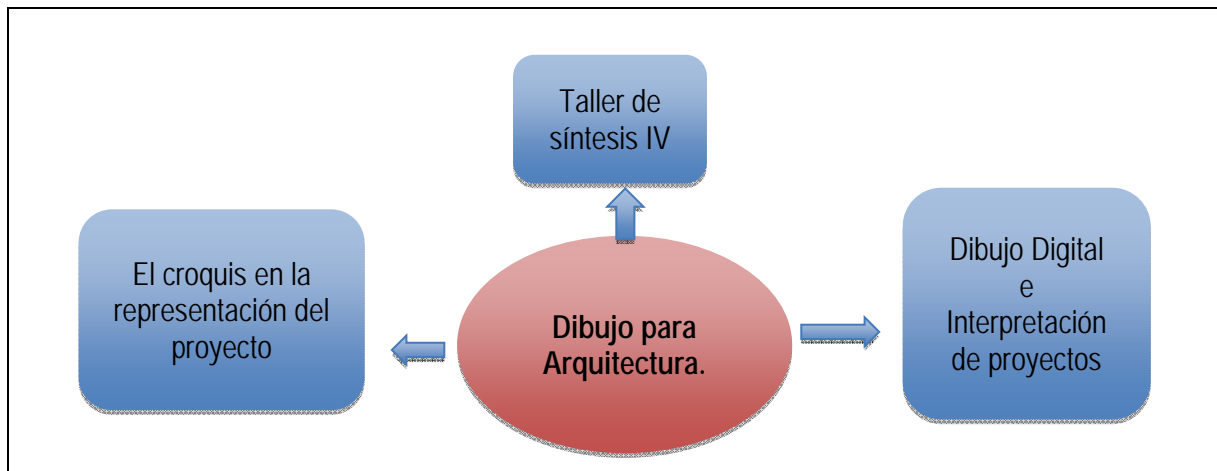 Taller de
síntesis IV
El croquis en la
representación del
proyecto
Dibujo para
Arquitectura.
Dibujo Digital
e
Interpretación
de proyectos